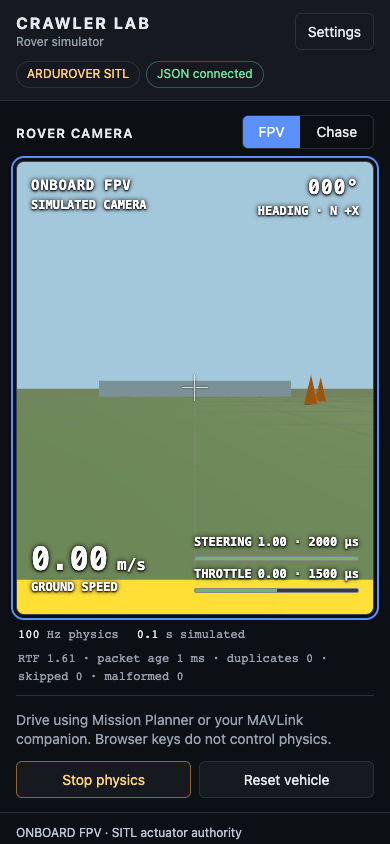 CRAWLER LAB
Rover simulator
Settings
ARDUROVER SITL
JSON connected
ROVER CAMERA
FPV
Chase
ONBOARD FPV
SIMULATED CAMERA
000°
HEADING · N +X
0.00 m/s
GROUND SPEED
STEERING 1.00 · 2000 µs
THROTTLE 0.00 · 1500 µs
100 Hz physics 0.1 s simulated
RTF 1.61 · packet age 1 ms · duplicates 0 ·
skipped 0 · malformed 0
Drive using Mission Planner or your MAVLink
companion. Browser keys do not control physics.
Stop physics
Reset vehicle
ONBOARD FPV · SITL actuator authority